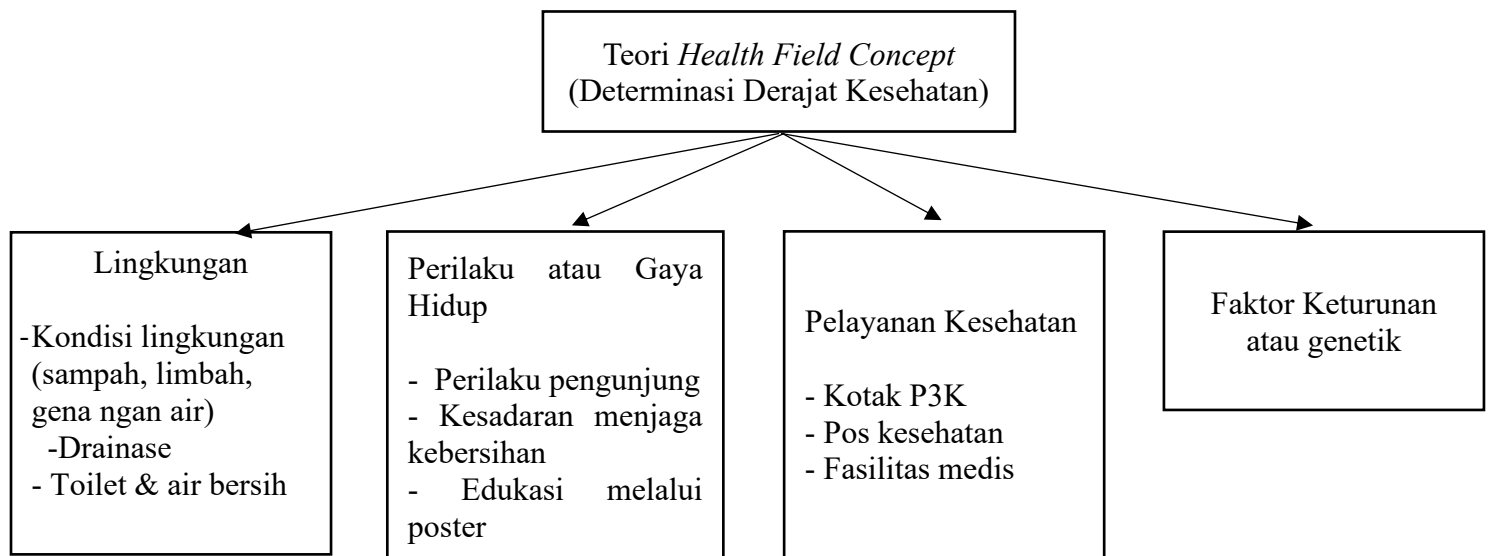 Teori Health Field Concept
(Determinasi Derajat Kesehatan)
Lingkungan
-Kondisi lingkungan
(sampah, limbah,
gena ngan air)
-Drainase
- Toilet & air bersih
Perilaku atau Gaya
Hidup
- Perilaku pengunjung
- Kesadaran menjaga
kebersihan
- Edukasi melalui
poster
Pelayanan Kesehatan
- Kotak P3K
- Pos kesehatan
- Fasilitas medis
Faktor Keturunan
atau genetik